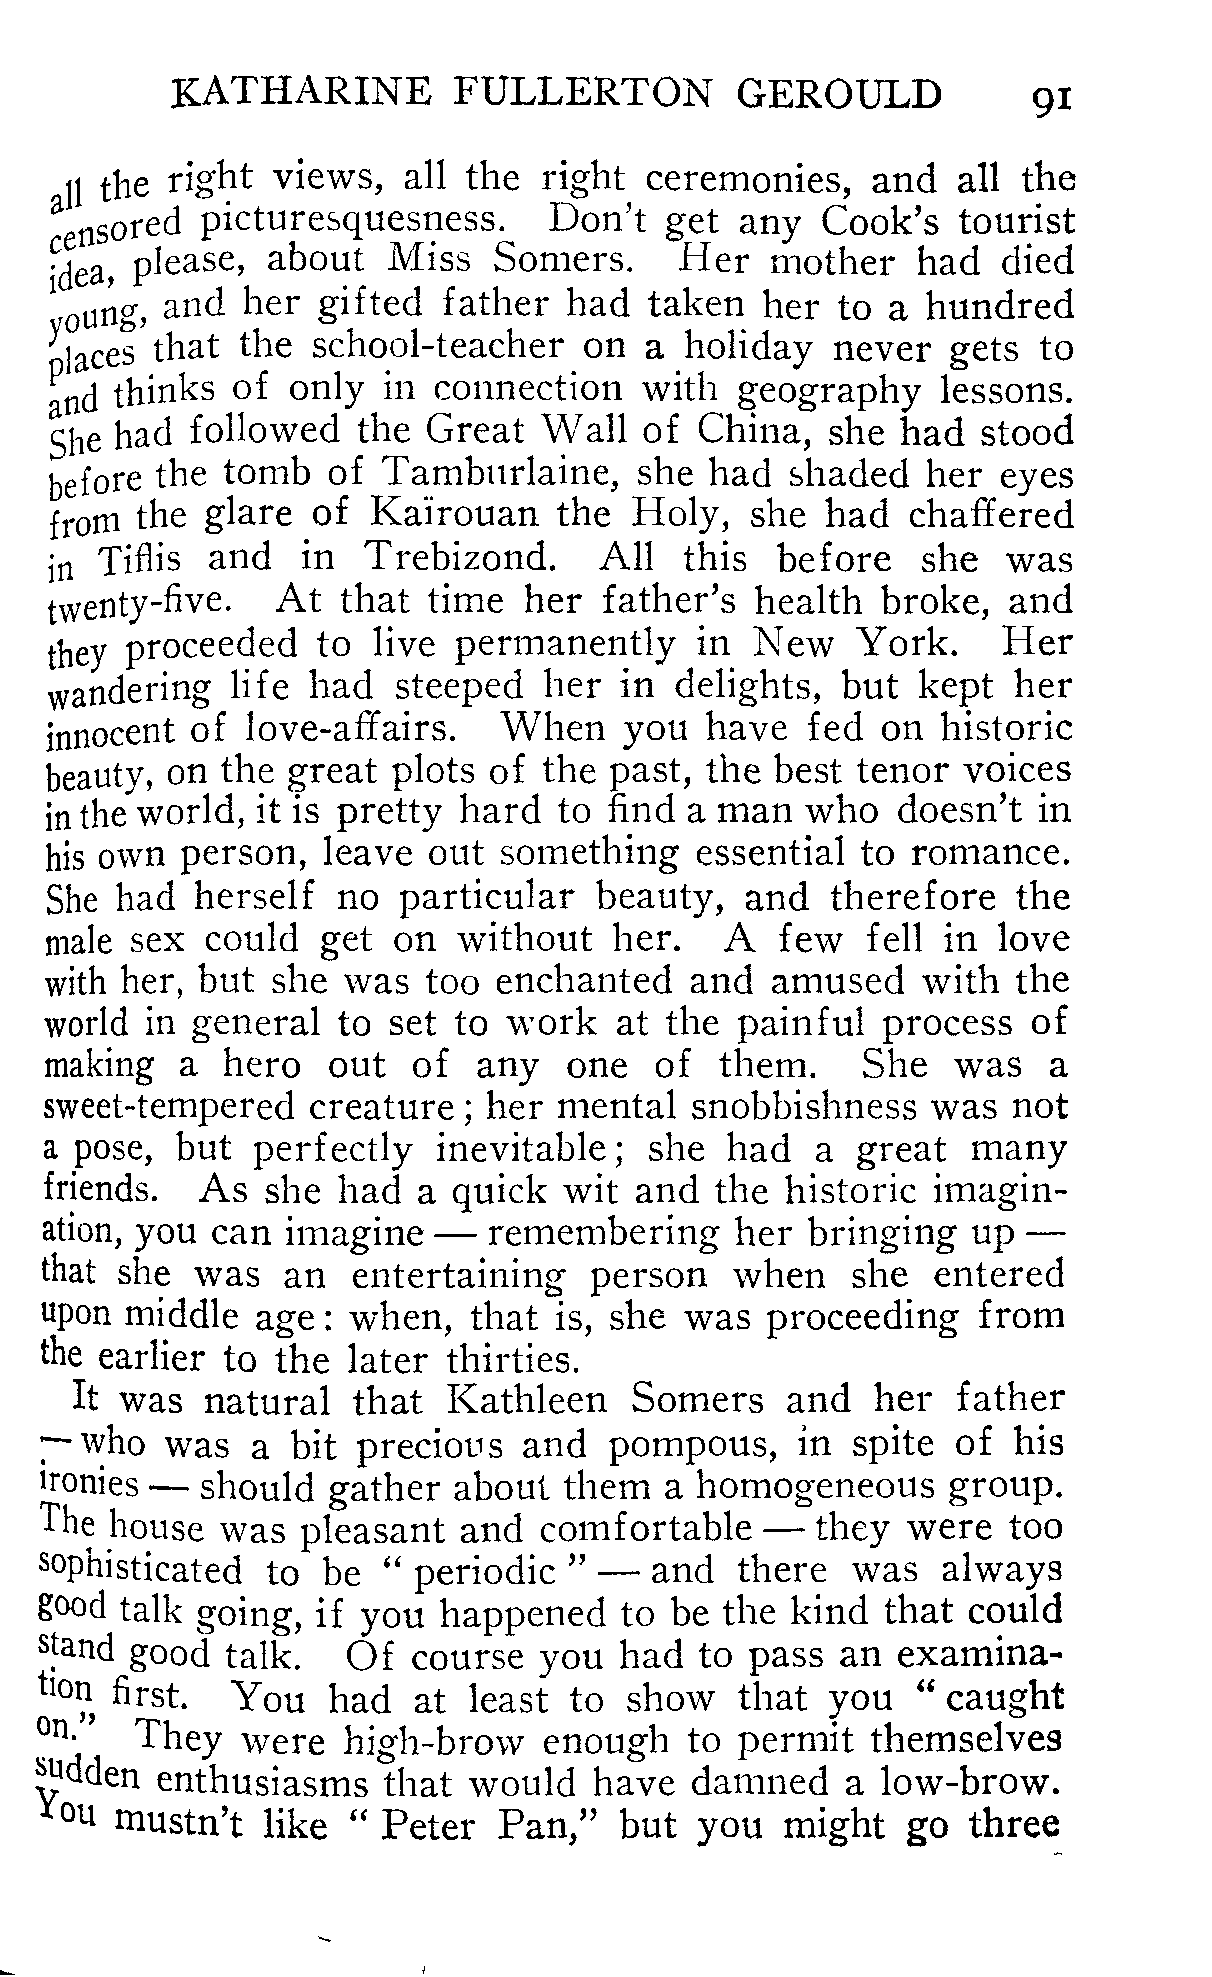 KATHARINE FULLERTON GEROULD 91
all the right views, all the right ceremonies, and all the
censored picturesqueness. Don't get any Cook's tourist
idea, please, about Miss Somers. Her mother had died
young, and her gifted father had taken her to a hundred
places that the school-teacher on a holiday never gets to
and thinks of only in connection with geography lessons.
She had followed the Great Wall of China, she had stood
before the tomb of Tamburlaine, she had shaded her eyes
from the glare of Kaïrouan the Holy, she had chaffered
in Tiflis and in Trebizond. All this before she was
twenty-five. At that time her father's health broke, and
they proceeded to live permanently in New York. Her
wandering life had steeped her in delights, but kept her
innocent of love-affairs. When you have fed on historic
beauty, on the great plots of the past, the best tenor voices
in the world, it is pretty hard to find a man who doesn't in
his own person, leave out something essential to romance.
She had herself no particular beauty, and therefore the
male sex could get on without her. A few fell in love
with her, but she was too enchanted and amused with the
world in general to set to work at the painful process of
making a hero out of any one of them. She was a
sweet-tempered creature; her mental snobbishness was not
a pose, but perfectly inevitable; she had a great many
friends. As she had a quick wit and the historic imagin-
ation, you can imagine — remembering her bringing up —
that she was an entertaining person when she entered
upon middle age: when, that is, she was proceeding from
the earlier to the later thirties.
It was natural that Kathleen Somers and her father
— who was a bit precious and pompous, in spite of his
ironies — should gather about them a homogeneous group.
The house was pleasant and comfortable — they were too
sophisticated to be " periodic " — and there was always
good talk going, if you happened to be the kind that could
stand good talk. Of course you had to pass an examina-
tion first. You had at least to show that you " caught
on." They were high-brow enough to permit themselves
sudden enthusiasms that would have damned a low-brow.
You mustn't like " Peter Pan," but you might go three